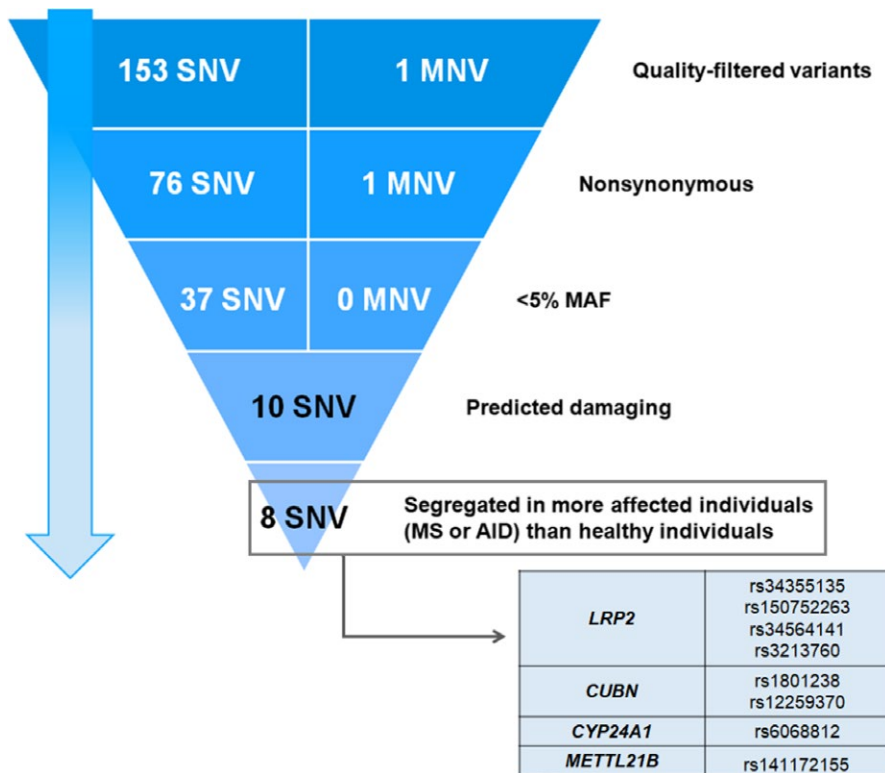 153 SNV 1 MNV Quality-filtered variants
76 SNV 1 MNV Nonsynonymous
37 SNV 0 MNV <5% MAF
10 SNV Predicted damaging
8 SNV Segregated in more affected individuals
(MS or AID) than healthy individuals
LRP2
rs34355135
rs150752263
rs34564141
rs3213760
CUBN
rs1801238
rs12259370
CYP24A1 rs6068812
METTL21B rs141172155